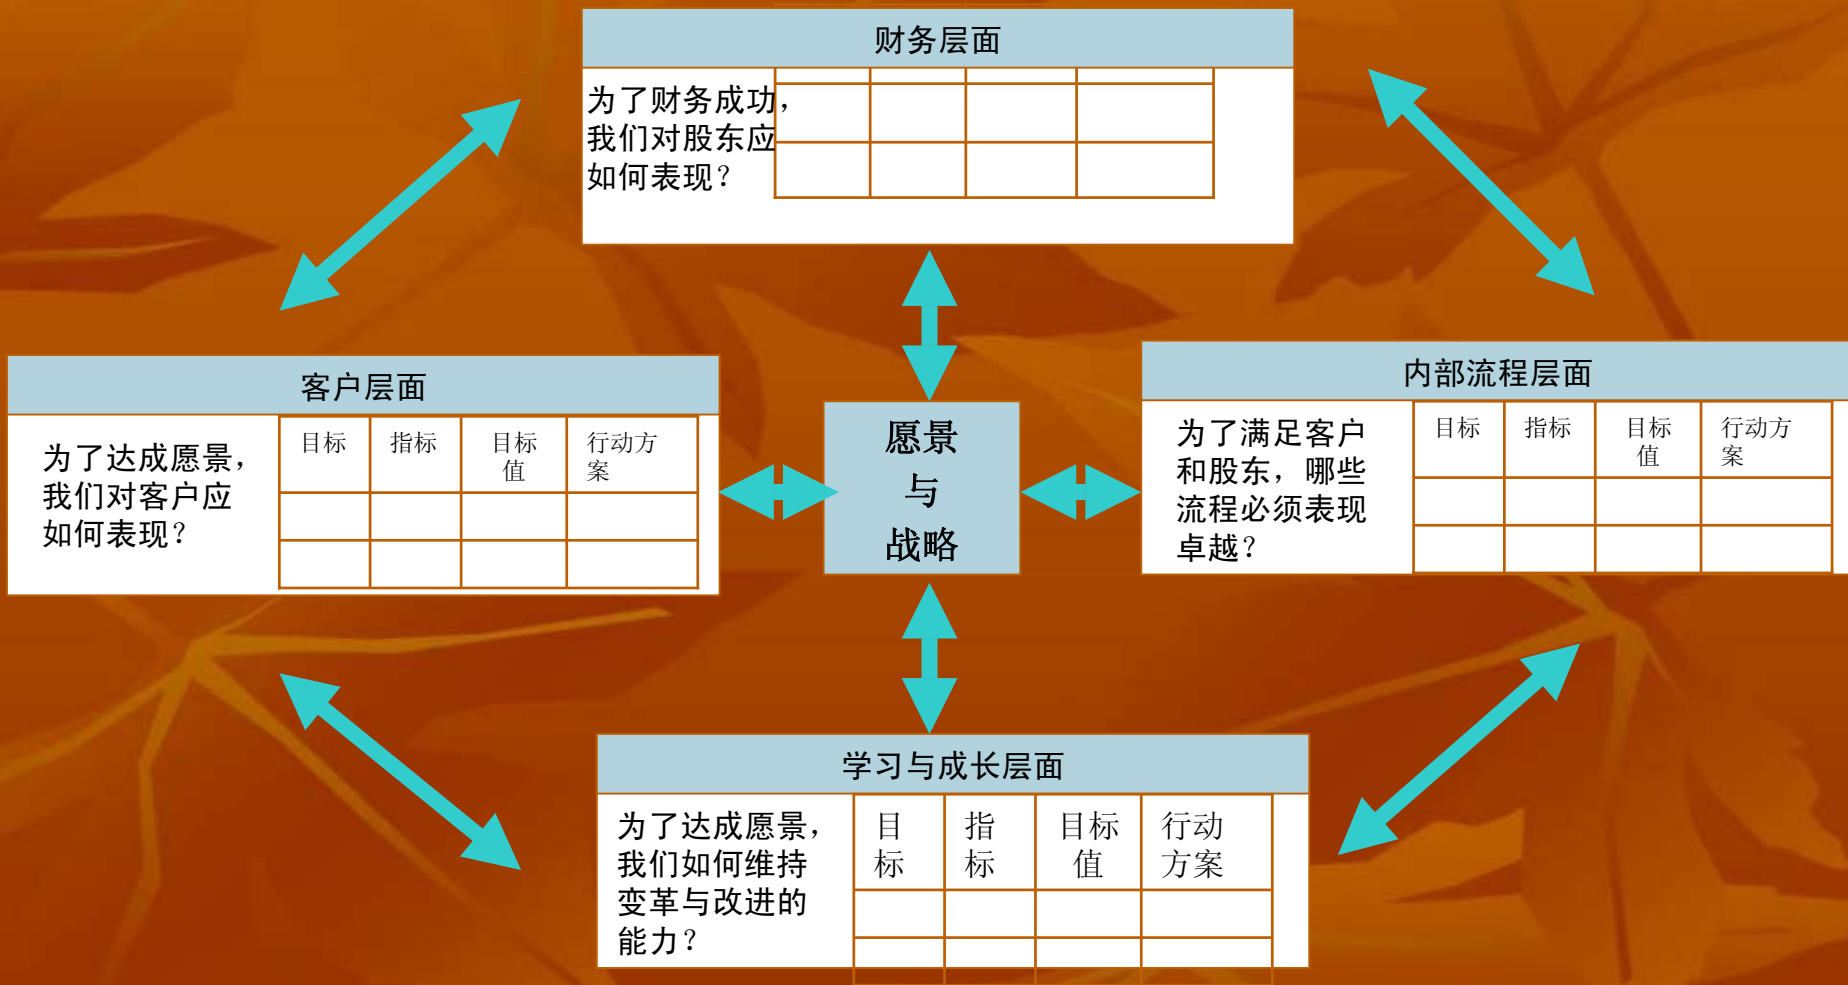 财务层面
为了财务成功，
我们对股东应
如何表现？
客户层面
为了达成愿景，
我们对客户应
如何表现？
目标 指标 目标 行动方
值 案
愿景
与
战略
内部流程层面
为了满足客户
和股东，哪些
流程必须表现
卓越？
目标 指标 目标 行动方
值 案
学习与成长层面
为了达成愿景，
我们如何维持
变革与改进的
能力？
目 指 目标 行动
标 标 值 方案